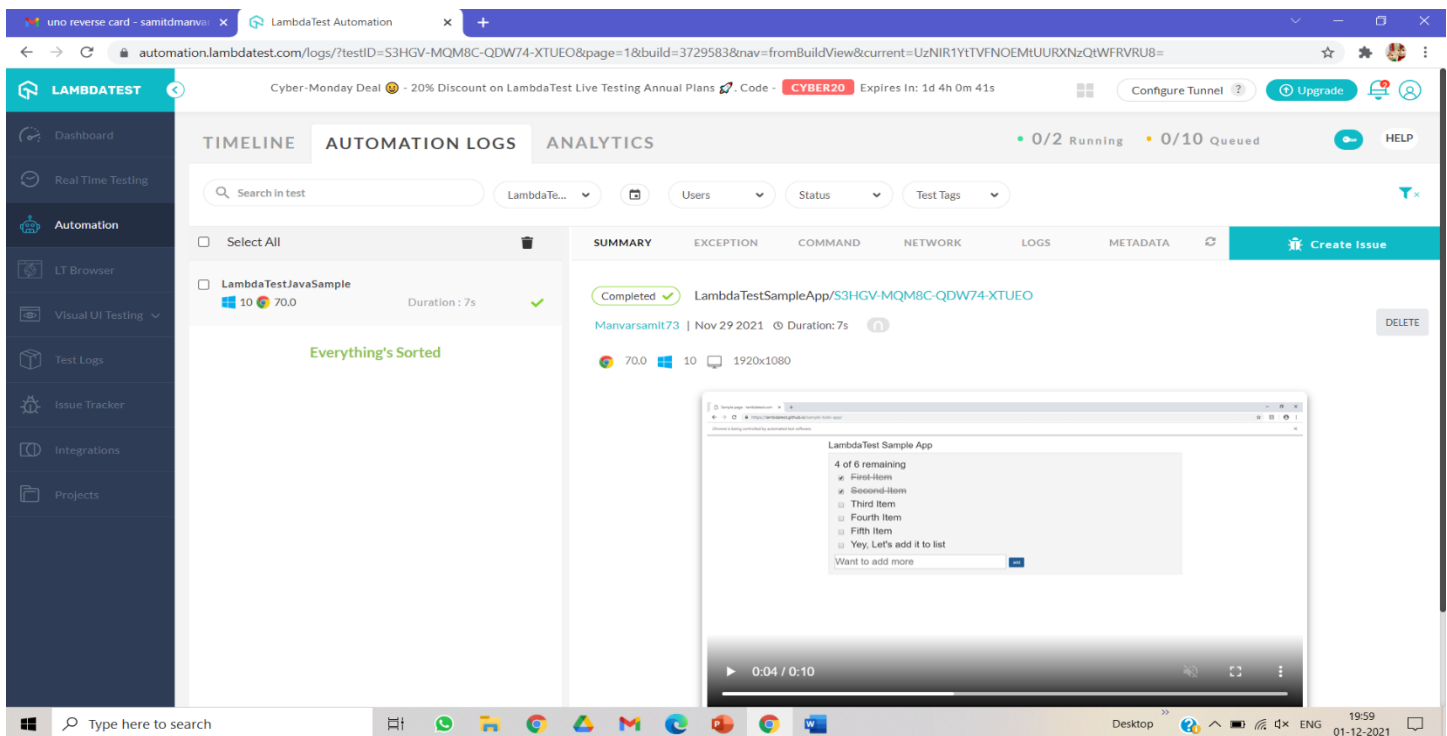 uno reverse card - samitdmanvar
LambdaTest Automation
automation.lambdatest.com/logs/?testID=S3HGV-MQM8C-QDW74-XTUEO&page=1&build=3729583&nav=fromBuildView&current=UzNIR1YtTVFNOEMtUURXNzQtWFRVRU8=
LAMBDATEST
Cyber-Monday Deal 😀 - 20% Discount on LambdaTest Live Testing Annual Plans 🚀. Code - CYBER20 Expires In: 1d 4h 0m 41s
Configure Tunnel ?
Upgrade
Dashboard
Real Time Testing
Automation
LT Browser
Visual UI Testing
Test Logs
Issue Tracker
Integrations
Projects
TIMELINE AUTOMATION LOGS ANALYTICS
0/2 Running 0/10 Queued
HELP
Search in test
LambdaTe...
Users
Status
Test Tags
Select All
LambdaTestJavaSample
10 70.0 Duration : 7s
Everything's Sorted
SUMMARY EXCEPTION COMMAND NETWORK LOGS METADATA
Create Issue
Completed LambdaTestSampleApp/S3HGV-MQM8C-QDW74-XTUEO
Manvarsamit73 | Nov 29 2021 Duration: 7s
DELETE
70.0 10 1920x1080
LambdaTest Sample App
4 of 6 remaining
First Item
Second Item
Third Item
Fourth Item
Fifth Item
Yey, Let's add it to list
Want to add more
add
0:04 / 0:10
Type here to search
Desktop
ENG
19:59
01-12-2021